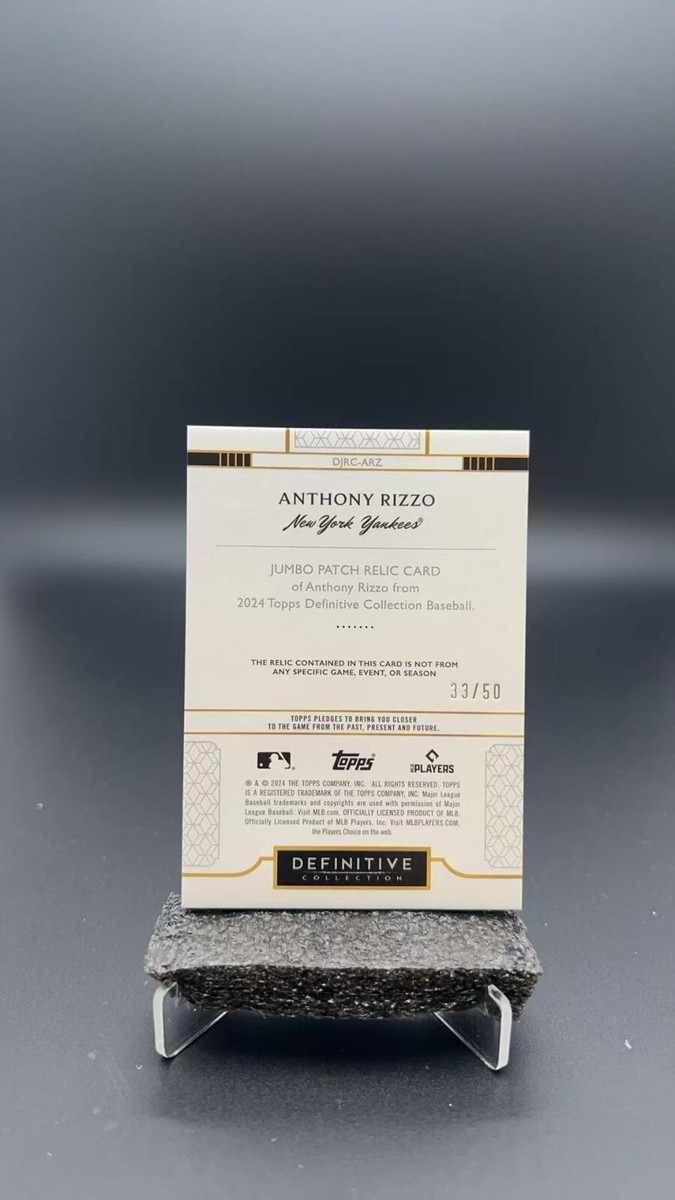 DJRC-ARZ
ANTHONY RIZZO
New York Yankees®
JUMBO PATCH RELIC CARD
of Anthony Rizzo from
2024 Topps Definitive Collection Baseball.
THE RELIC CONTAINED IN THIS CARD IS NOT FROM
ANY SPECIFIC GAME, EVENT, OR SEASON
33/50
TOPPS PLEDGES TO BRING YOU CLOSER
TO THE GAME FROM THE PAST, PRESENT AND FUTURE.
Topps®
MLB PLAYERS
® & © 2024 THE TOPPS COMPANY, INC. ALL RIGHTS RESERVED. TOPPS
IS A REGISTERED TRADEMARK OF THE TOPPS COMPANY, INC. Major League
Baseball trademarks and copyrights are used with permission of Major
League Baseball. Visit MLB.com. OFFICIALLY LICENSED PRODUCT OF MLB.
Officially Licensed Product of MLB Players, Inc. Visit MLBPLAYERS.COM,
the Players Choice on the web.
DEFINITIVE
COLLECTION